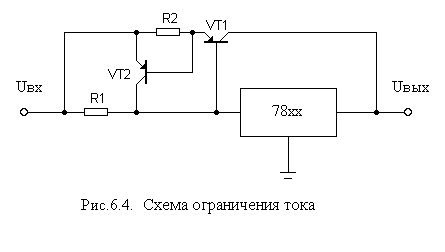 R2
VT1
Uвх
VT2
Uвых
R1
78xx
Рис.6.4. Схема ограничения тока